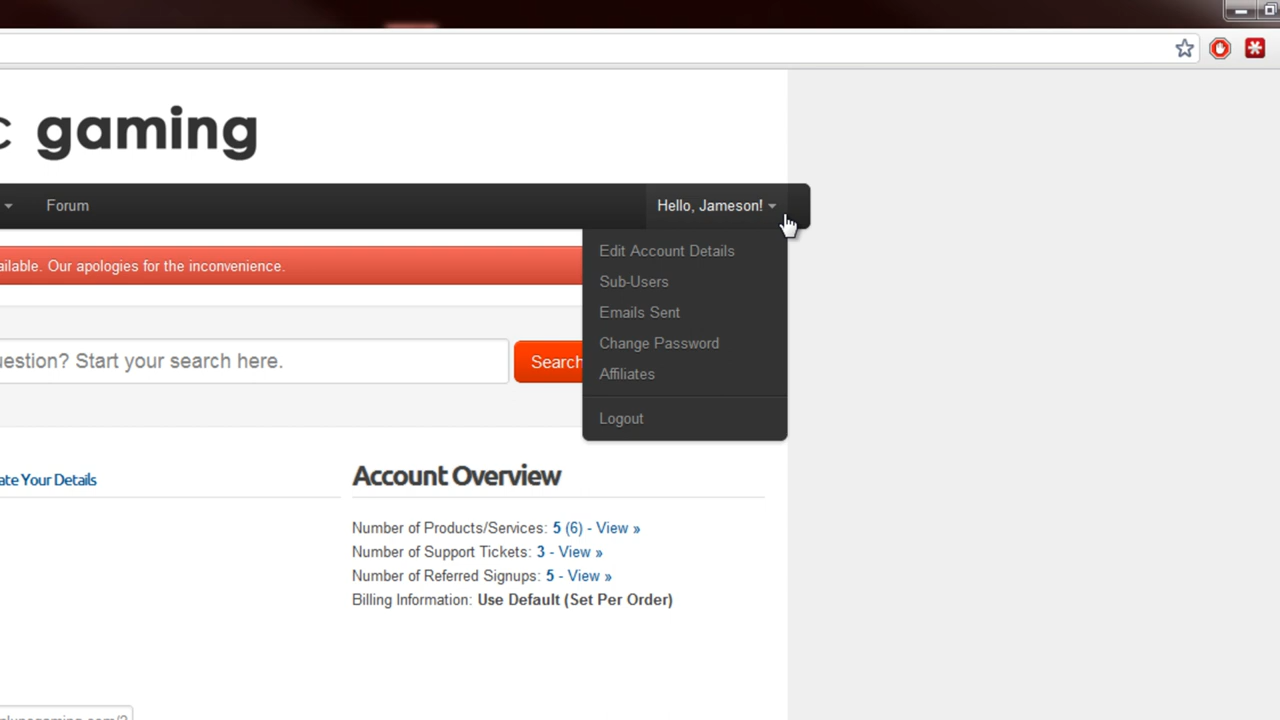 c gaming
Forum
Hello, Jameson!
ailable. Our apologies for the inconvenience.
Edit Account Details
Sub-Users
Emails Sent
Change Password
Affiliates
Logout
uestion? Start your search here.
Search
ate Your Details
Account Overview
Number of Products/Services: 5 (6) - View »
Number of Support Tickets: 3 - View »
Number of Referred Signups: 5 - View »
Billing Information: Use Default (Set Per Order)